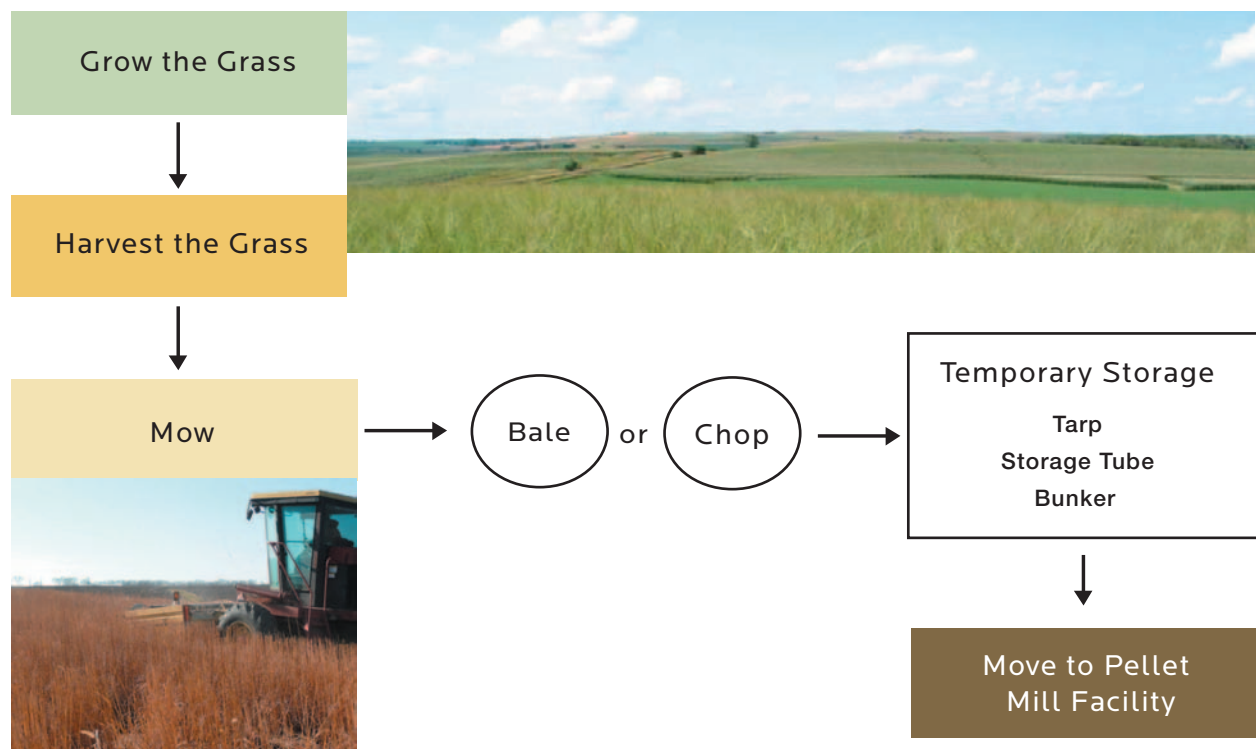 Grow the Grass
Harvest the Grass
Mow
Bale or Chop
Temporary Storage
Tarp
Storage Tube
Bunker
Move to Pellet
Mill Facility